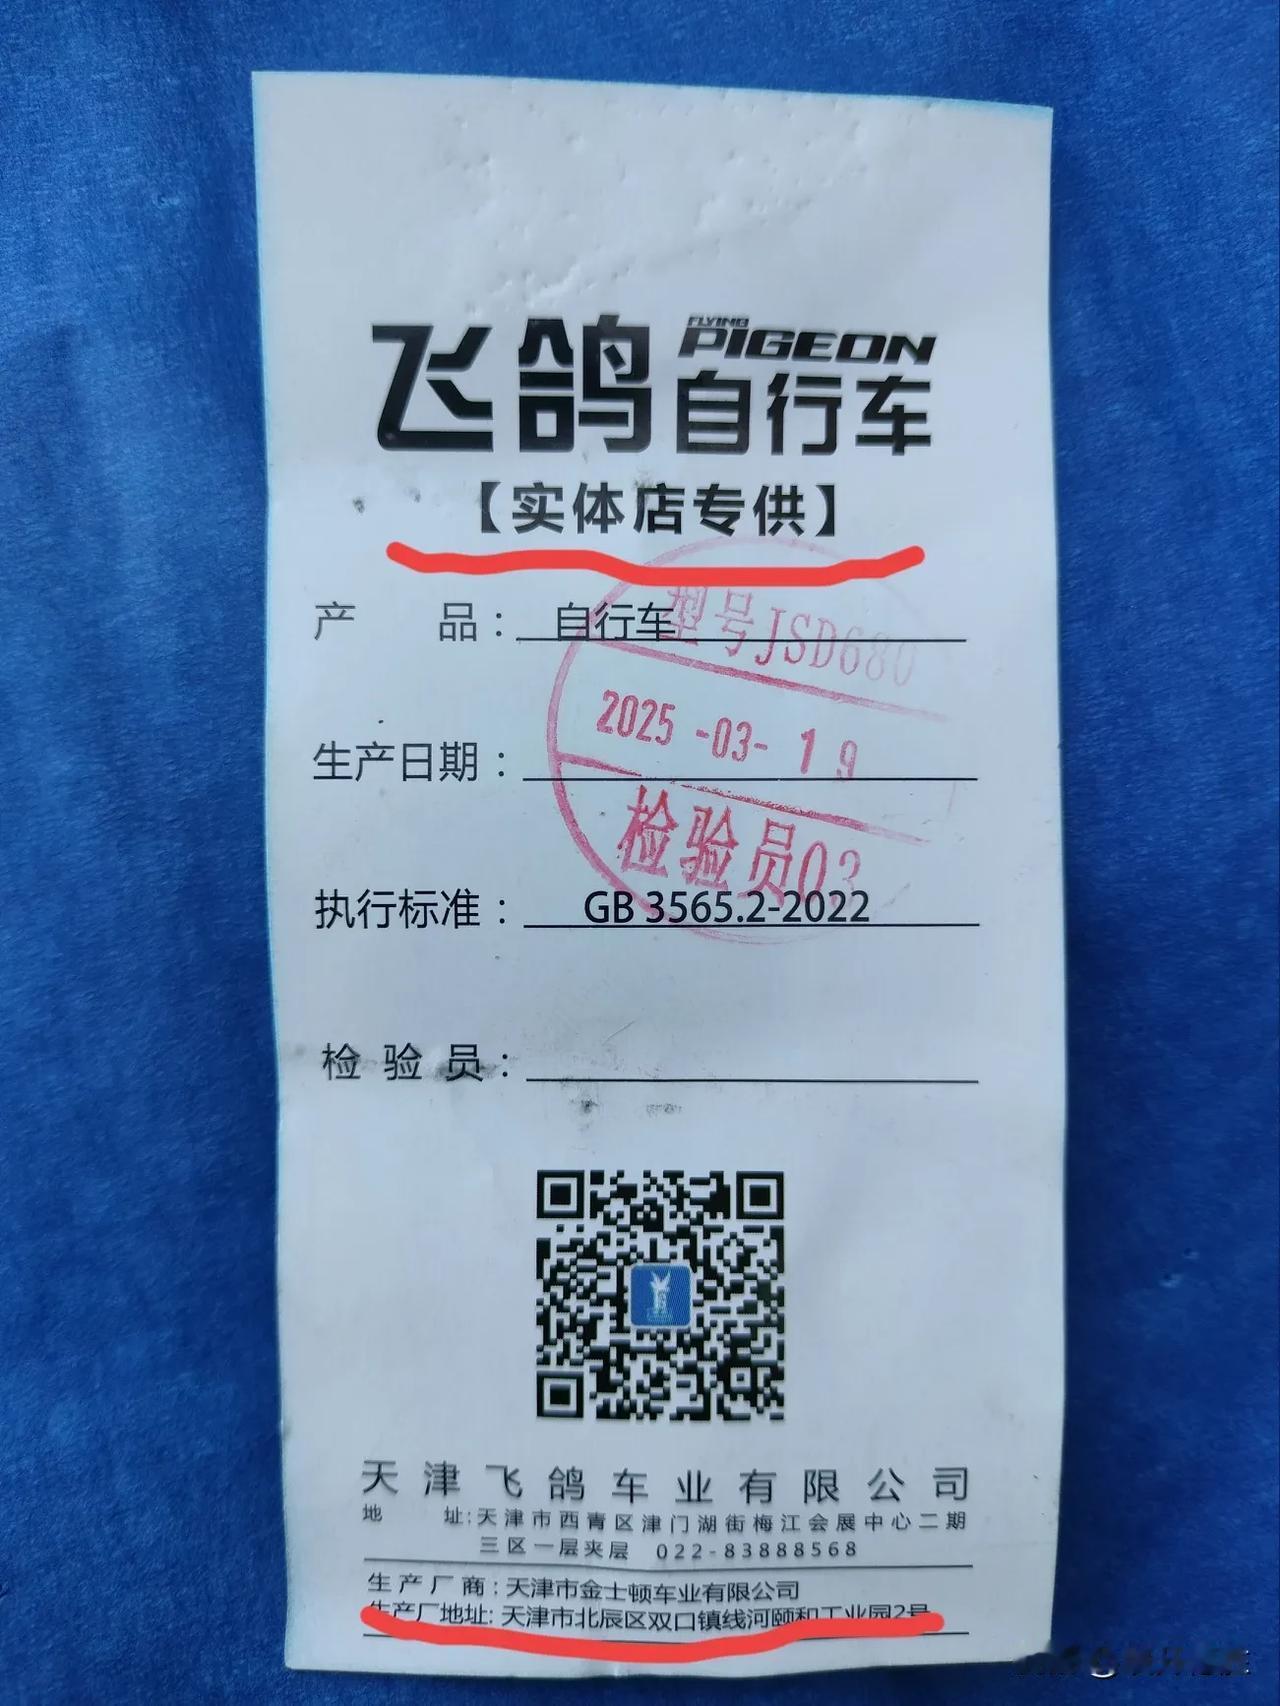 飞鸽 FLYING PIGEON 自行车
【实体店专供】
产品：自行车
型号JSD680
生产日期：
2025-03-19
检验员03
执行标准：GB 3565.2-2022
检验员：
天津飞鸽车业有限公司
地址:天津市西青区津门湖街梅江会展中心二期
三区一层夹层 022-83888568
生产厂商：天津市金士顿车业有限公司
生产厂地址: 天津市北辰区双口镇线河颐和工业园2号